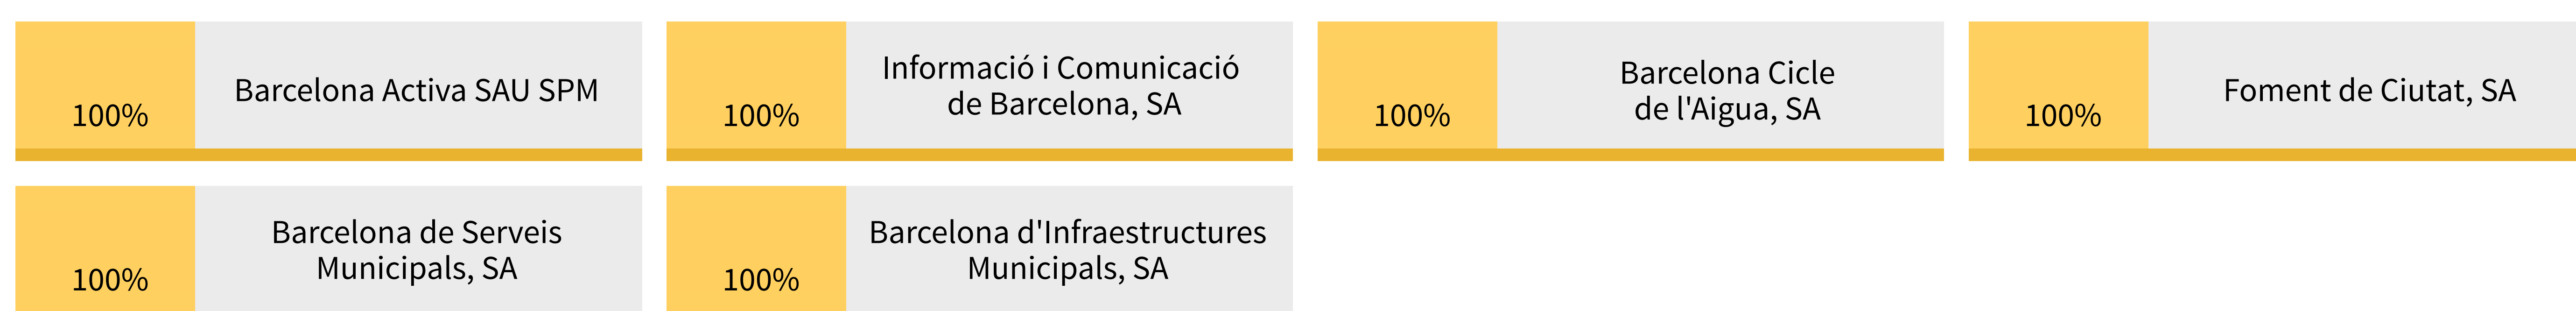 100%
Barcelona Activa SAU SPM
100%
Informació i Comunicació
de Barcelona, SA
100%
Barcelona Cicle
de l'Aigua, SA
100%
Foment de Ciutat, SA
100%
Barcelona de Serveis
Municipals, SA
100%
Barcelona d'Infraestructures
Municipals, SA